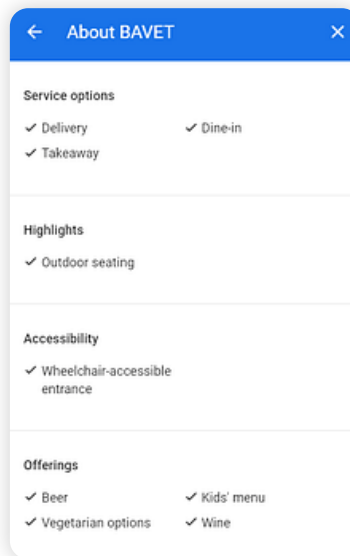 About BAVET
Service options
Delivery
Dine-in
Takeaway
Highlights
Outdoor seating
Accessibility
Wheelchair-accessible
entrance
Offerings
Beer
Kids' menu
Vegetarian options
Wine